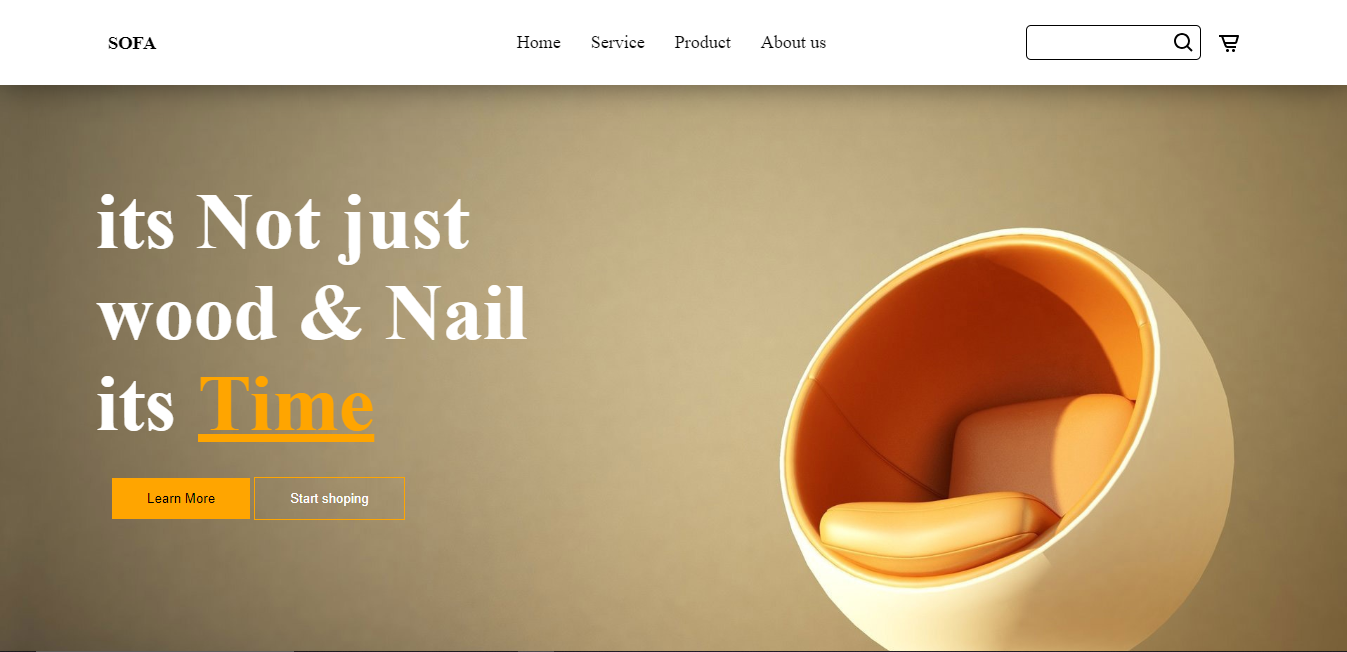 SOFA
Home Service Product About us
its Not just
wood & Nail
its Time
Learn More Start shoping